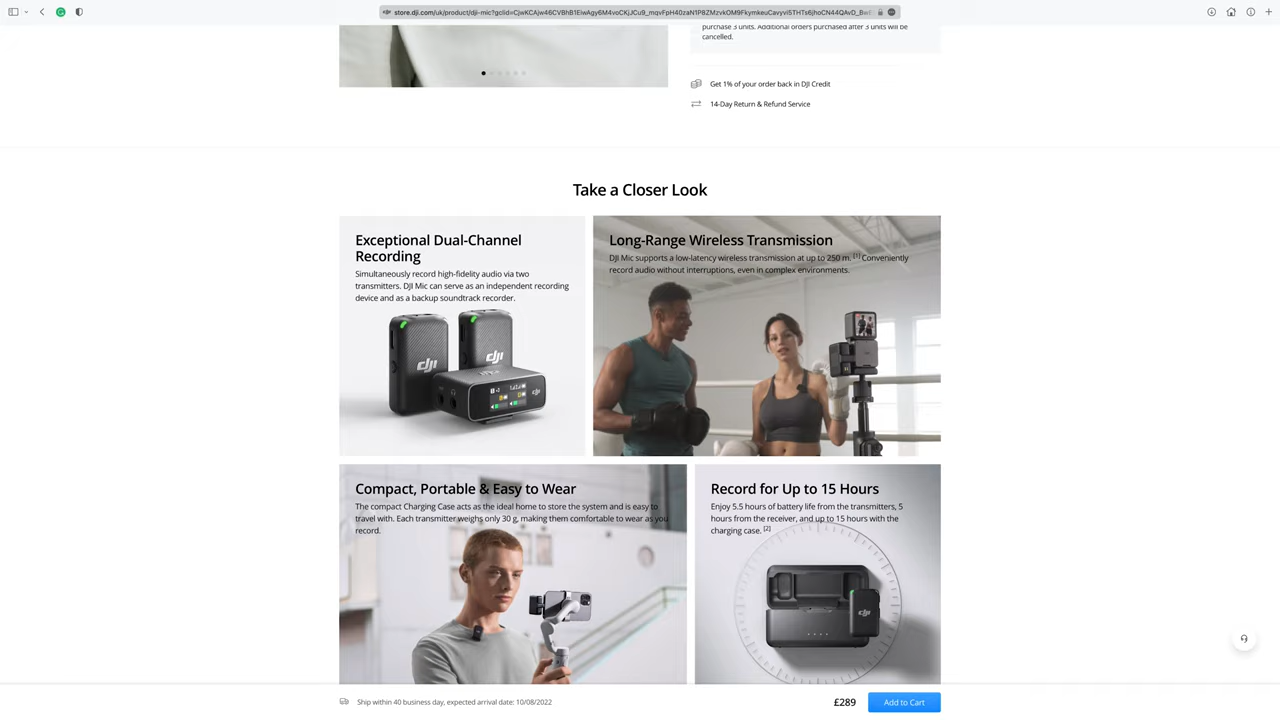 purchase 3 units. Additional orders purchased after 3 units will be
cancelled.
Get 1% of your order back in DJI Credit
14-Day Return & Refund Service
Take a Closer Look
Exceptional Dual-Channel
Recording
Simultaneously record high-fidelity audio via two
transmitters. DJI Mic can serve as an independent recording
device and as a backup soundtrack recorder.
dji
dji
dji
Long-Range Wireless Transmission
DJI Mic supports a low-latency wireless transmission at up to 250 m. [1] Conveniently
record audio without interruptions, even in complex environments.
Compact, Portable & Easy to Wear
The compact Charging Case acts as the ideal home to store the system and is easy to
travel with. Each transmitter weighs only 30 g, making them comfortable to wear as you
record.
Record for Up to 15 Hours
Enjoy 5.5 hours of battery life from the transmitters, 5
hours from the receiver, and up to 15 hours with the
charging case. [2]
dji
Ship within 40 business day, expected arrival date: 10/08/2022
£289
Add to Cart